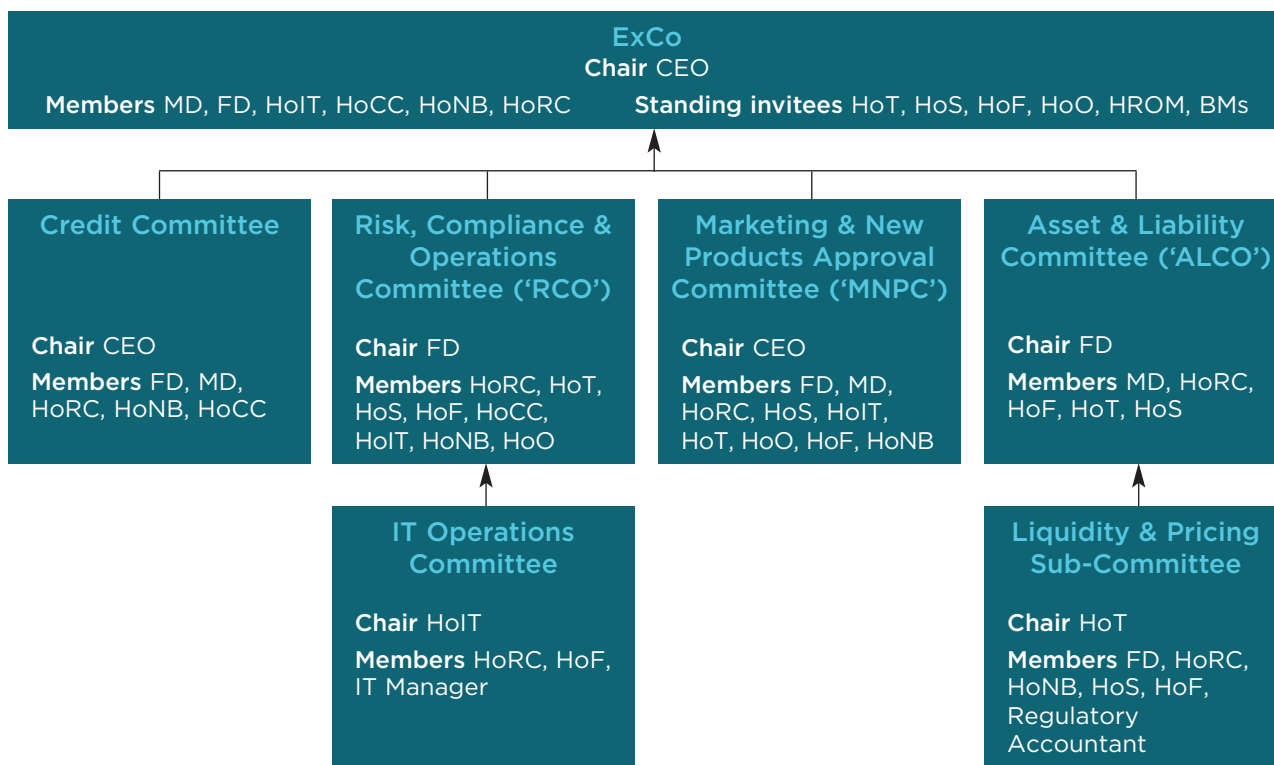 ExCo
Chair CEO
Members MD, FD, HoIT, HoCC, HoNB, HoRC
Standing invitees HoT, HoS, HoF, HoO, HROM, BMs
Credit Committee
Chair CEO
Members FD, MD,
HoRC, HoNB, HoCC
Risk, Compliance &
Operations
Committee (‘RCO’)
Chair FD
Members HoRC, HoT,
HoS, HoF, HoCC,
HoIT, HoNB, HoO
Marketing & New
Products Approval
Committee (‘MNPC’)
Chair CEO
Members FD, MD,
HoRC, HoS, HoIT,
HoT, HoO, HoF, HoNB
Asset & Liability
Committee (‘ALCO’)
Chair FD
Members MD, HoRC,
HoF, HoT, HoS
IT Operations
Committee
Chair HoIT
Members HoRC, HoF,
IT Manager
Liquidity & Pricing
Sub-Committee
Chair HoT
Members FD, HoRC,
HoNB, HoS, HoF,
Regulatory
Accountant